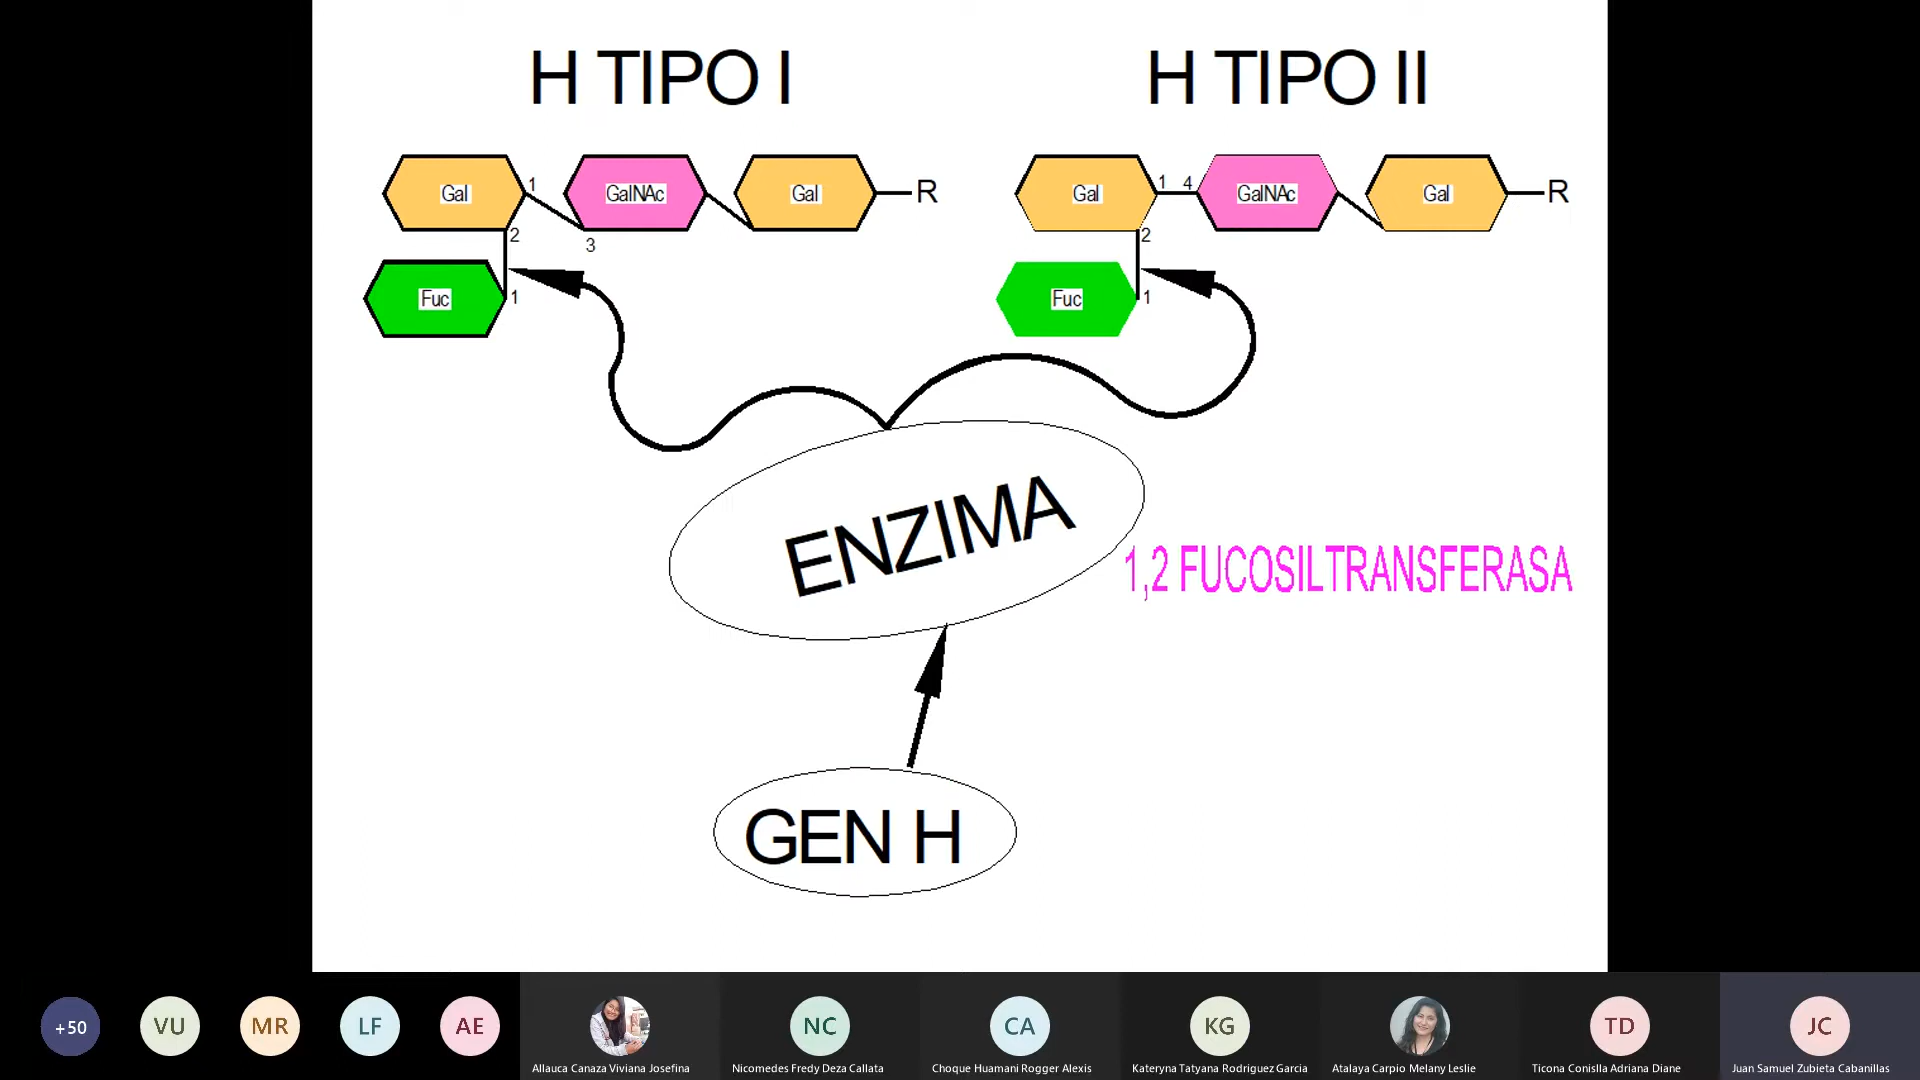 H TIPO I
H TIPO II
Gal
1
GalNAc
Gal
R
2
3
Fuc
1
Gal
1 4
GalNAc
Gal
R
2
Fuc
1
ENZIMA
1,2 FUCOSILTRANSFERASA
GEN H
+50
VU
MR
LF
AE
NC
CA
KG
TD
JC
Allauca Canaza Viviana Josefina
Nicomedes Fredy Deza Callata
Choque Huamani Rogger Alexis
Kateryna Tatyana Rodriguez Garcia
Atalaya Carpio Melany Leslie
Ticona Conislla Adriana Diane
Juan Samuel Zubieta Cabanillas